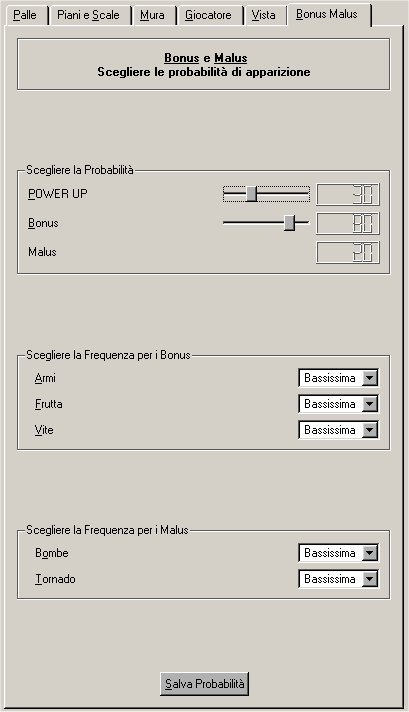 Palle Piani e Scale Mura Giocatore Vista Bonus Malus
Bonus e Malus
Scegliere le probabilità di apparizione
Scegliere la Probabilità
POWER UP 30
Bonus 80
Malus 20
Scegliere la Frequenza per i Bonus
Armi Bassissima
Frutta Bassissima
Vite Bassissima
Scegliere la Frequenza per i Malus
Bombe Bassissima
Tornado Bassissima
Salva Probabilità